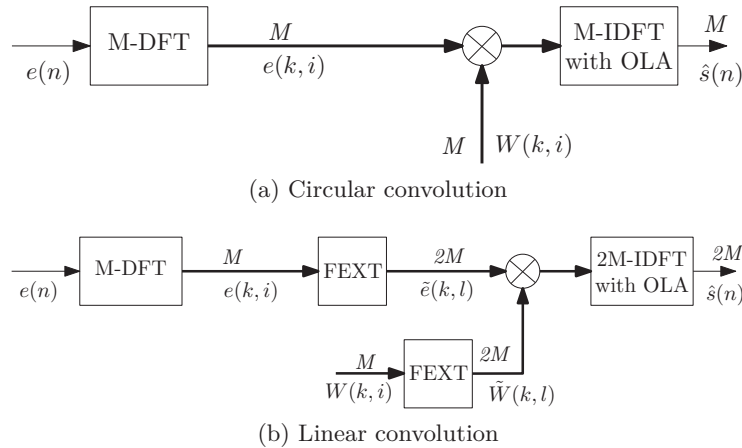 M-DFT
M
M-IDFT
with OLA
M
e(n)
e(k, i)
ŝ(n)
M
W(k, i)
(a) Circular convolution
M-DFT
M
FEXT
2M
2M-IDFT
with OLA
2M
e(n)
e(k, i)
ẽ(k, l)
ŝ(n)
M
FEXT
2M
W(k, i)
W̃(k, l)
(b) Linear convolution